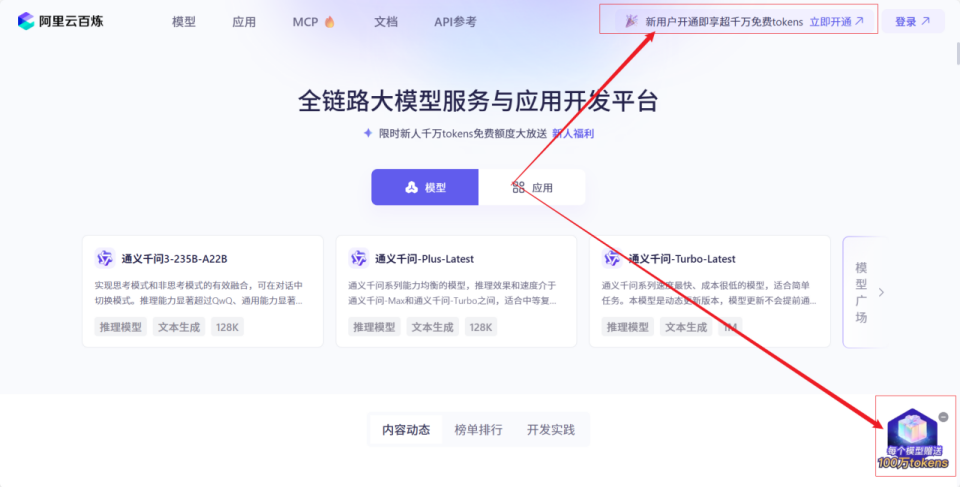 阿里云百炼
模型
应用
MCP
文档
API参考
新用户开通即享超千万免费tokens 立即开通
登录
全链路大模型服务与应用开发平台
限时新人千万tokens免费额度大放送 新人福利
模型
应用
通义千问3-235B-A22B
实现思考模式和非思考模式的有效融合，可在对话中
切换模式。推理能力显著超过QwQ、通用能力显著...
推理模型 文本生成 128K
通义千问-Plus-Latest
通义千问系列能力均衡的模型，推理效果和速度介于
通义千问-Max和通义千问-Turbo之间，适合中等复...
推理模型 文本生成 128K
通义千问-Turbo-Latest
通义千问系列速度最快、成本很低的模型，适合简单
任务。本模型是动态更新版本，模型更新不会提前通...
推理模型 文本生成 1M
模
型
广
场
内容动态
榜单排行
开发实践
每个模型赠送
100万tokens